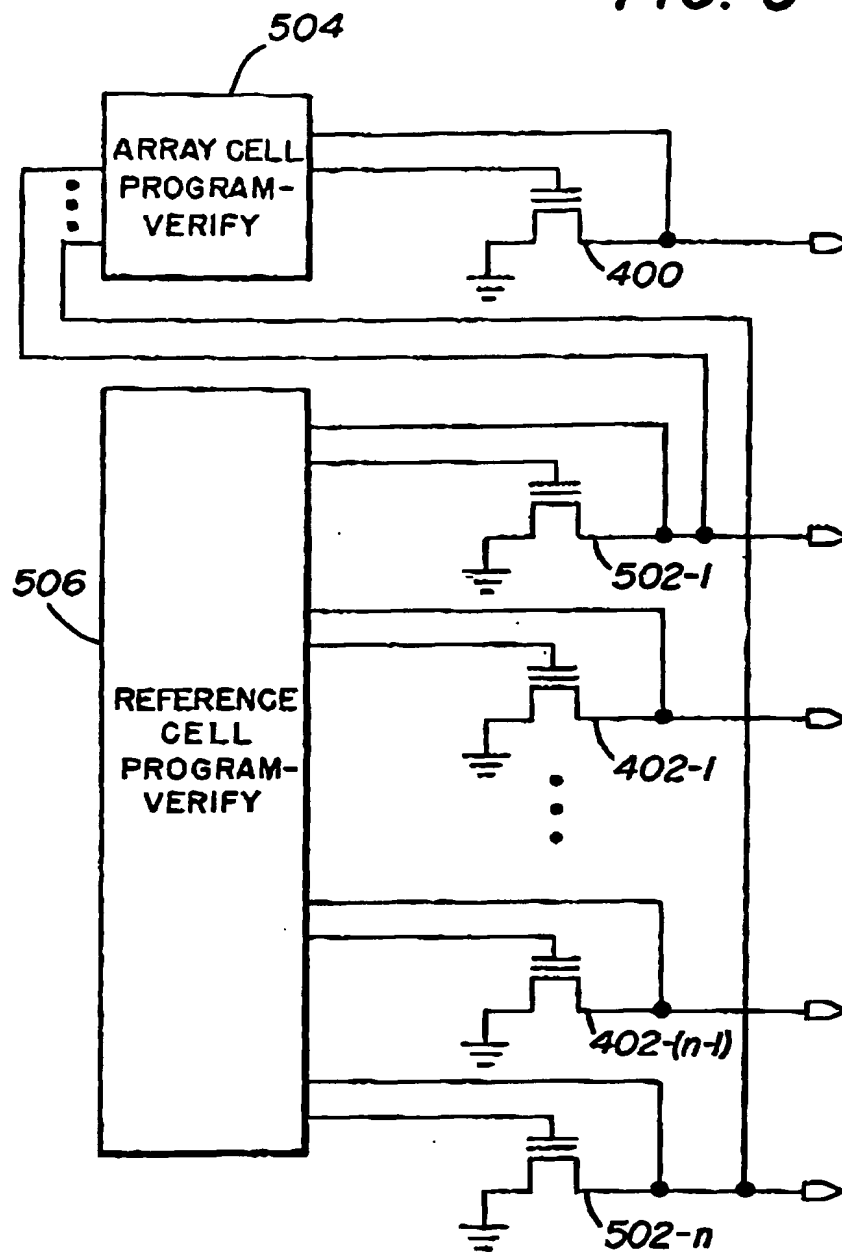 504
ARRAY CELL
PROGRAM-
VERIFY
400
502-1
506
402-1
REFERENCE
CELL
PROGRAM-
VERIFY
402-(n-1)
502-n